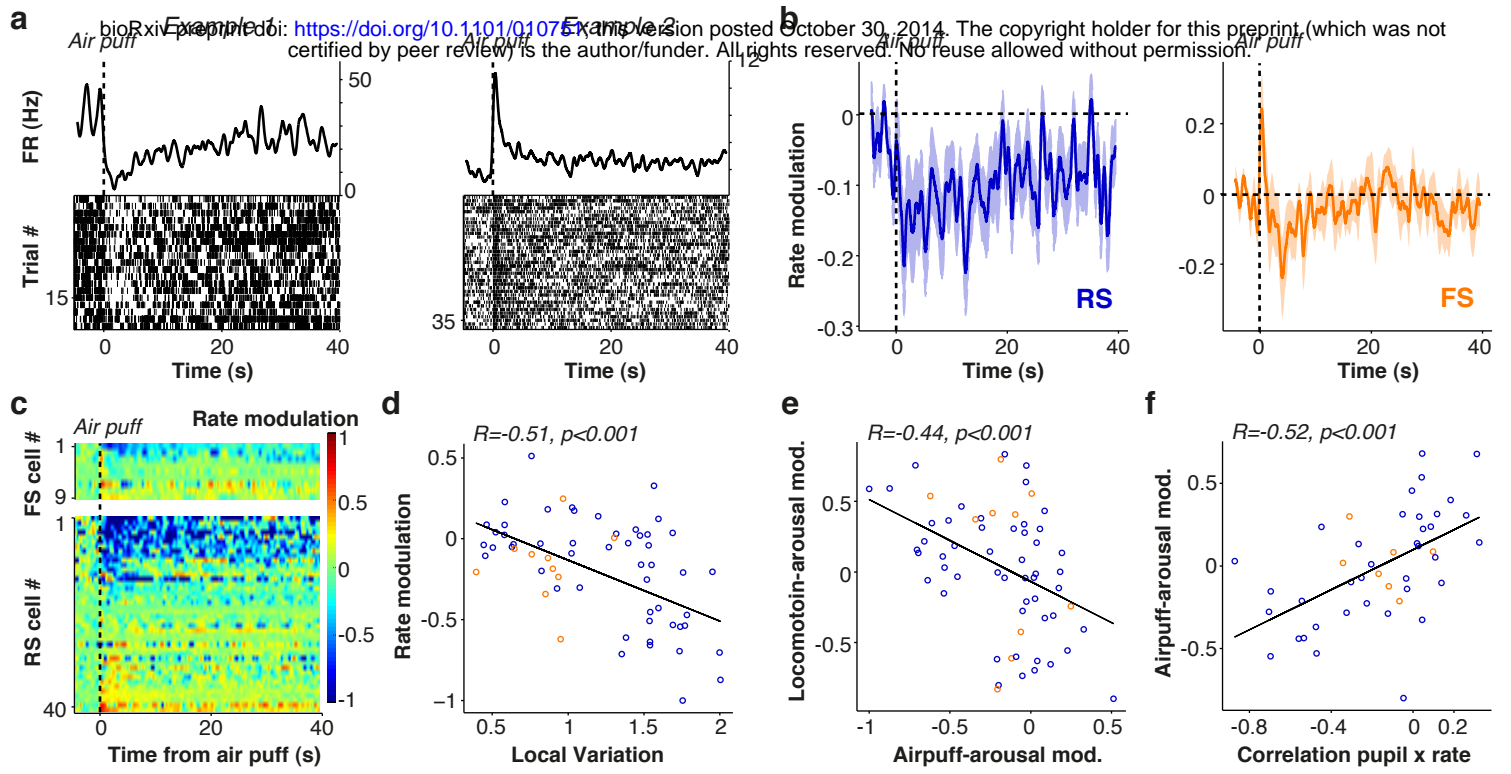 bioRxiv preprint doi: https://doi.org/10.1101/010751; this version posted October 30, 2014. The copyright holder for this preprint (which was not
certified by peer review) is the author/funder. All rights reserved. No reuse allowed without permission.
a
Example 1
Air puff
50
0
FR (Hz)
Trial #
15
0 20 40
Time (s)
Example 2
Air puff
12
35
0 20 40
Time (s)
b
Air puff
Rate modulation
0
-0.1
-0.2
-0.3
RS
0 20 40
Time (s)
Air puff
0.2
0
-0.2
FS
0 20 40
Time (s)
c
Air puff
Rate modulation
FS cell #
1
9
RS cell #
1
40
1
0.5
0
-0.5
-1
0 20 40
Time from air puff (s)
d
R=-0.51, p<0.001
Rate modulation
0.5
0
−0.5
−1
0.5 1 1.5 2
Local Variation
e
R=-0.44, p<0.001
Locomotoin-arousal mod.
0.5
0
-0.5
-1 -0.5 0 0.5
Airpuff-arousal mod.
f
R=-0.52, p<0.001
Airpuff-arousal mod.
0.5
0
-0.5
-0.8 -0.4 0 0.2
Correlation pupil x rate